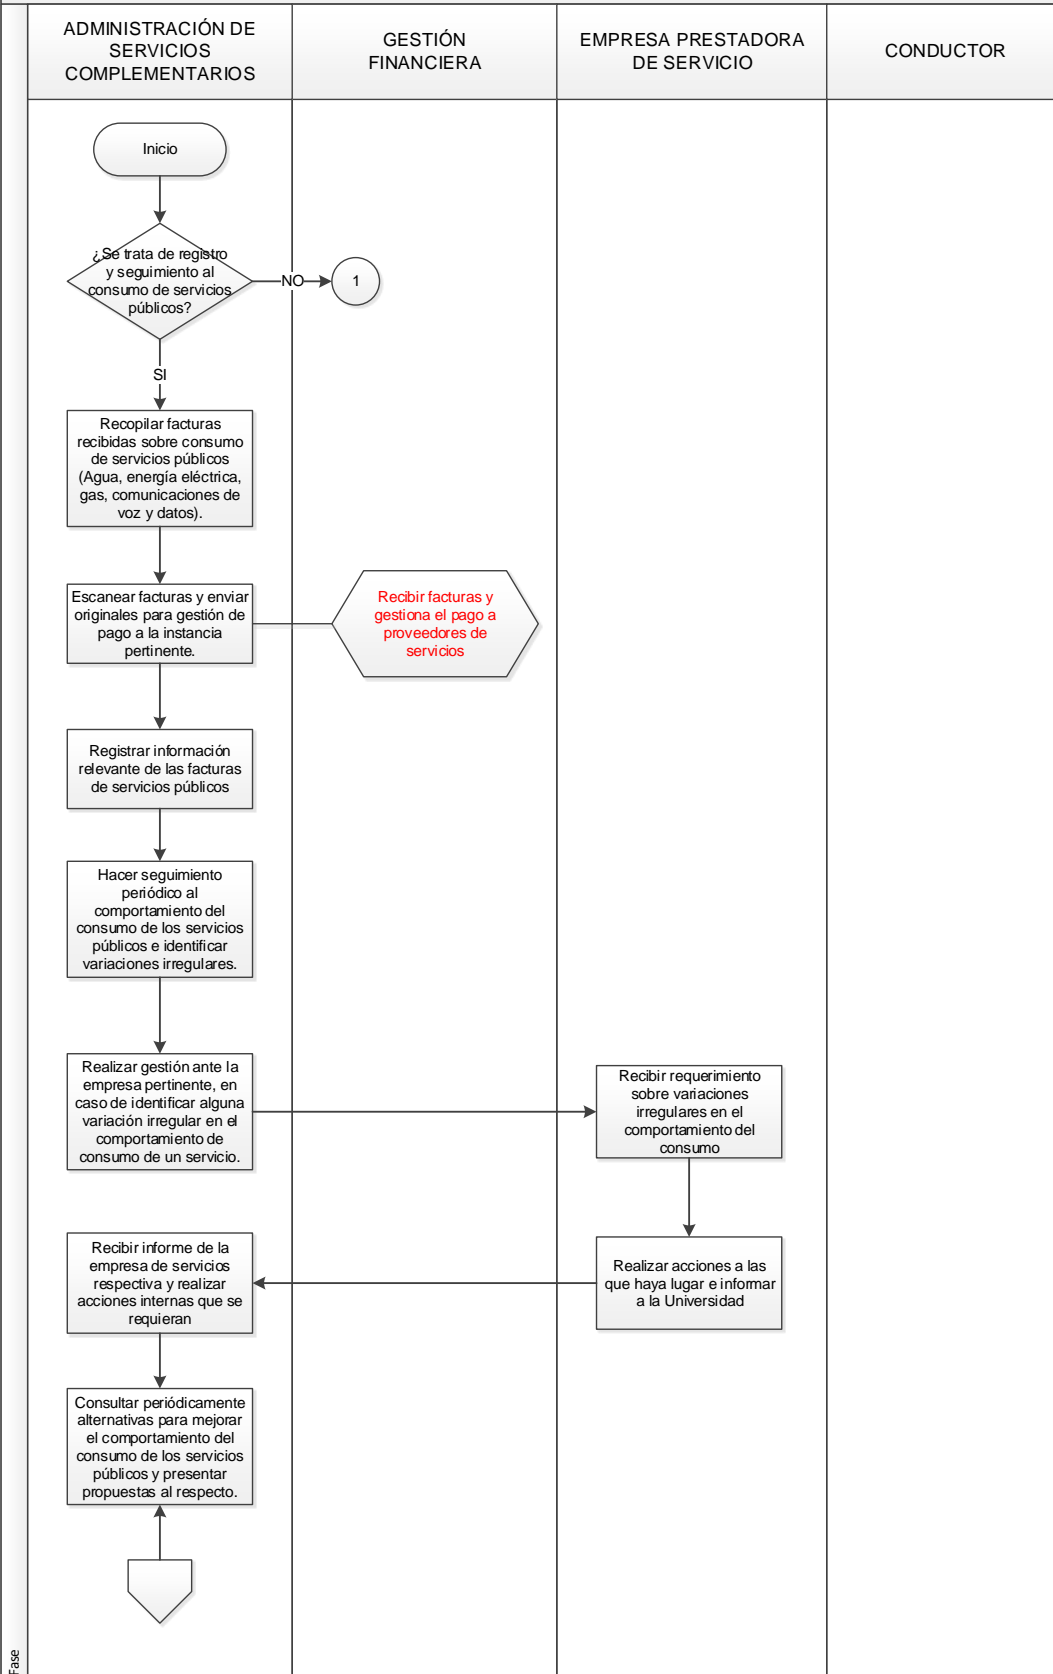 ADMINISTRACIÓN DE
SERVICIOS
COMPLEMENTARIOS
GESTIÓN
FINANCIERA
EMPRESA PRESTADORA
DE SERVICIO
CONDUCTOR
Inicio
¿Se trata de registro
y seguimiento al
consumo de servicios
públicos?
NO
1
SI
Recopilar facturas
recibidas sobre consumo
de servicios públicos
(Agua, energía eléctrica,
gas, comunicaciones de
voz y datos).
Escanear facturas y enviar
originales para gestión de
pago a la instancia
pertinente.
Recibir facturas y
gestiona el pago a
proveedores de
servicios
Registrar información
relevante de las facturas
de servicios públicos
Hacer seguimiento
periódico al
comportamiento del
consumo de los servicios
públicos e identificar
variaciones irregulares.
Realizar gestión ante la
empresa pertinente, en
caso de identificar alguna
variación irregular en el
comportamiento de
consumo de un servicio.
Recibir requerimiento
sobre variaciones
irregulares en el
comportamiento del
consumo
Recibir informe de la
empresa de servicios
respectiva y realizar
acciones internas que se
requieran
Realizar acciones a las
que haya lugar e informar
a la Universidad
Consultar periódicamente
alternativas para mejorar
el comportamiento del
consumo de los servicios
públicos y presentar
propuestas al respecto.
Fase